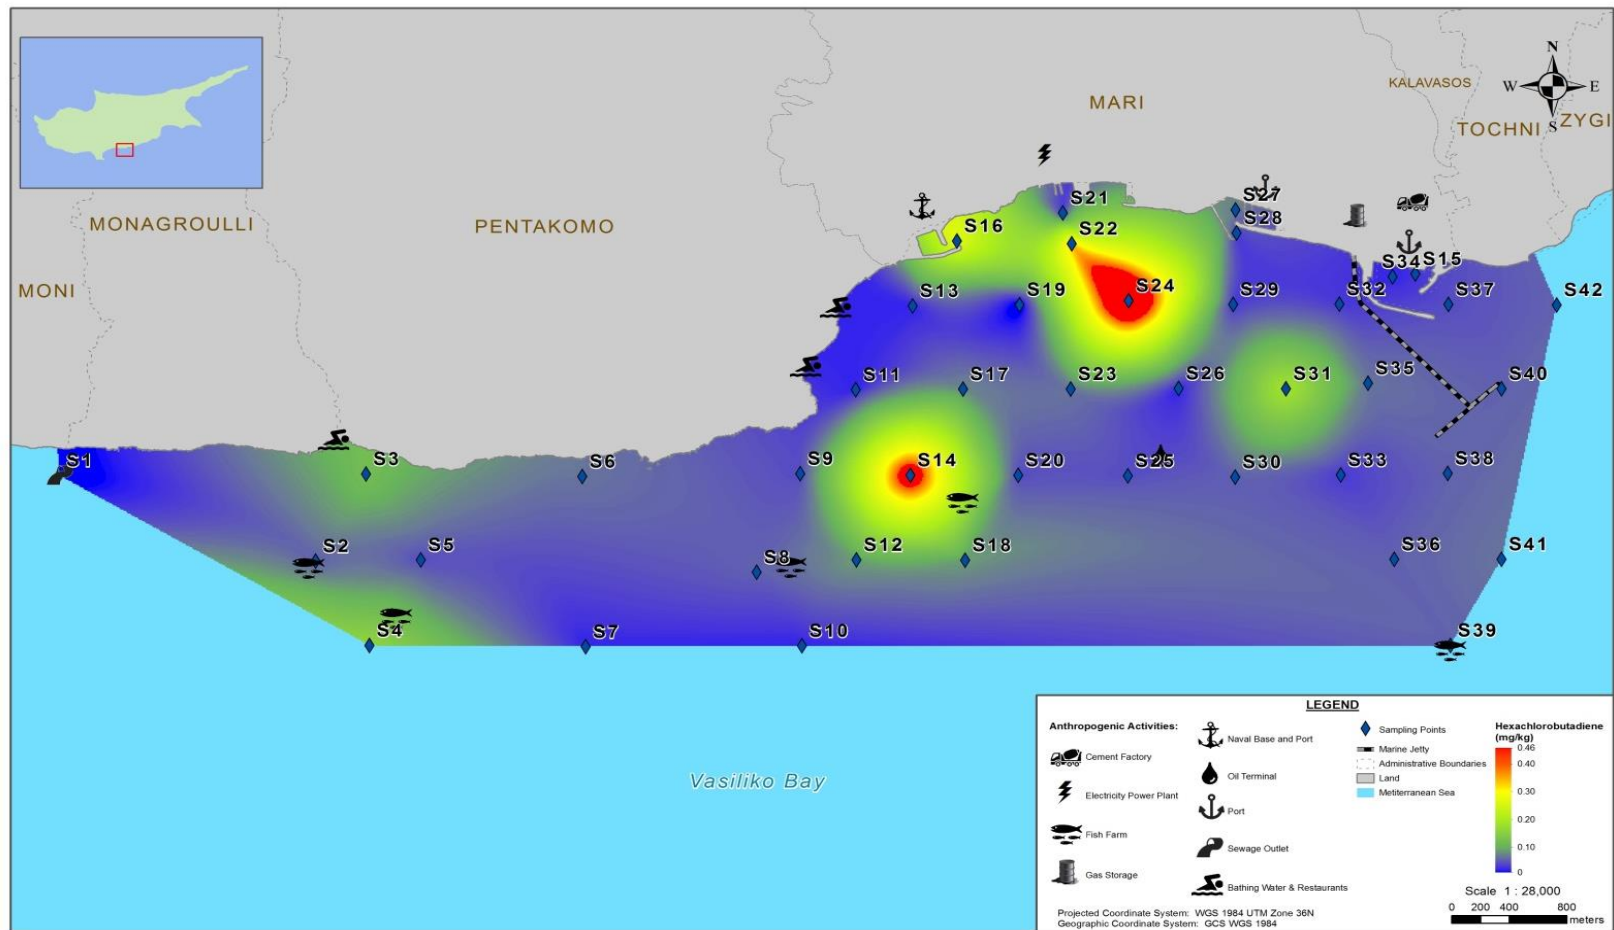 N
W
E
S
MARI
KALAVASOS
TOCHNI
ZYGI
MONAGROULLI
PENTAKOMO
MONI
S27
S21
S28
S16
S22
S34
S15
S13
S19
S24
S29
S32
S37
S42
S11
S17
S23
S26
S31
S35
S40
S1
S3
S6
S9
S14
S20
S25
S30
S33
S38
S2
S5
S8
S12
S18
S36
S41
S4
S7
S10
S39
Vasiliko Bay
LEGEND
Anthropogenic Activities:
Cement Factory
Electricity Power Plant
Fish Farm
Gas Storage
Naval Base and Port
Oil Terminal
Port
Sewage Outlet
Bathing Water & Restaurants
Sampling Points
Marine Jetty
Administrative Boundaries
Land
Metiterranean Sea
Hexachlorobutadiene
(mg/kg)
0.46
0.40
0.30
0.20
0.10
0
Scale 1 : 28,000
0 200 400 800
meters
Projected Coordinate System: WGS 1984 UTM Zone 36N
Geographic Coordinate System: GCS WGS 1984